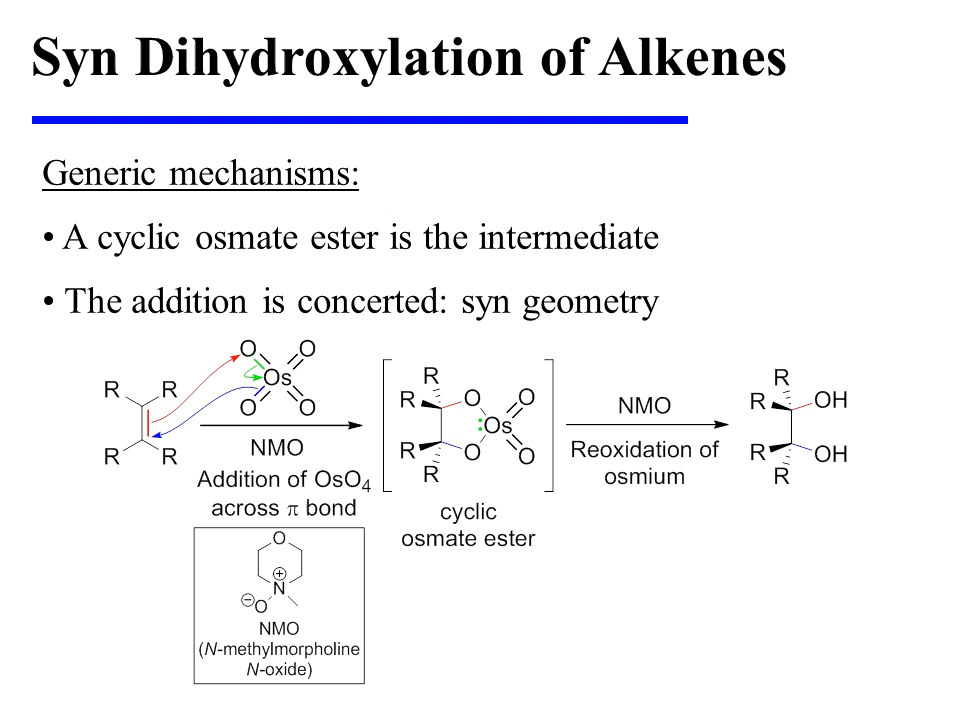 Syn Dihydroxylation of Alkenes
Generic mechanisms:
• A cyclic osmate ester is the intermediate
• The addition is concerted: syn geometry
R R
R R
O O
Os
O O
NMO
Addition of OsO4
across π bond
R
R O O
Os
R O O
R
cyclic
osmate ester
NMO
Reoxidation of
osmium
R
R OH
R OH
R
O
N
O
NMO
(N-methylmorpholine
N-oxide)